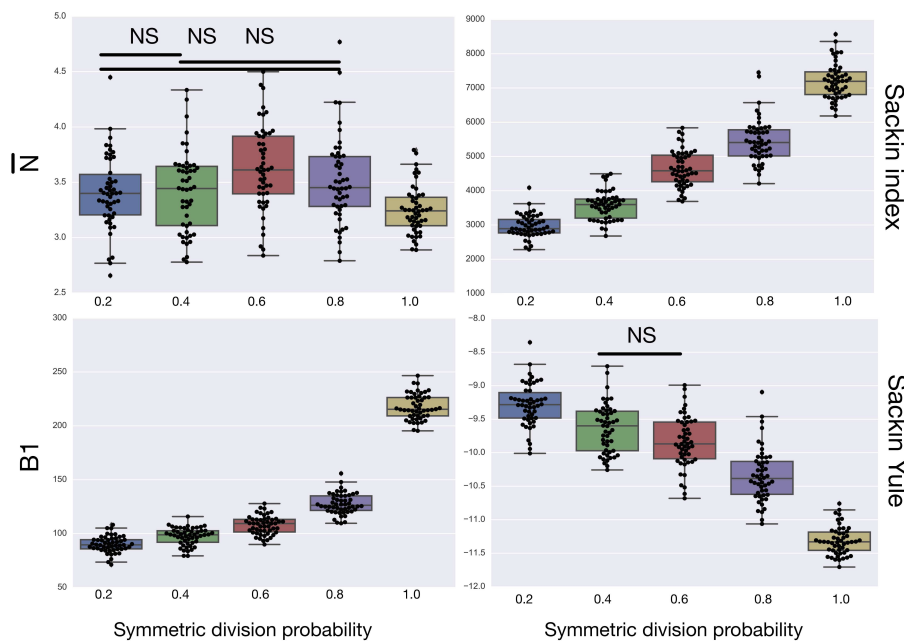 5.0
4.5
4.0
3.5
3.0
2.5
N
NS NS NS
0.2 0.4 0.6 0.8 1.0
9000
8000
7000
6000
5000
4000
3000
2000
1000
Sackin index
0.2 0.4 0.6 0.8 1.0
300
250
200
150
100
50
B1
0.2 0.4 0.6 0.8 1.0
Symmetric division probability
−8.0
−8.5
−9.0
−9.5
−10.0
−10.5
−11.0
−11.5
−12.0
NS
Sackin Yule
0.2 0.4 0.6 0.8 1.0
Symmetric division probability